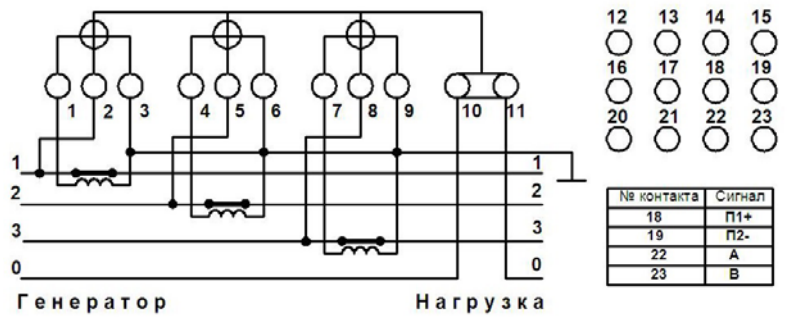 12 13 14 15
1 2 3 4 5 6 7 8 9 10 11
16 17 18 19
20 21 22 23
1 1
2 2
3 3
0 0
Генератор Нагрузка
№ контакта Сигнал
18 П1+
19 П2-
22 А
23 В